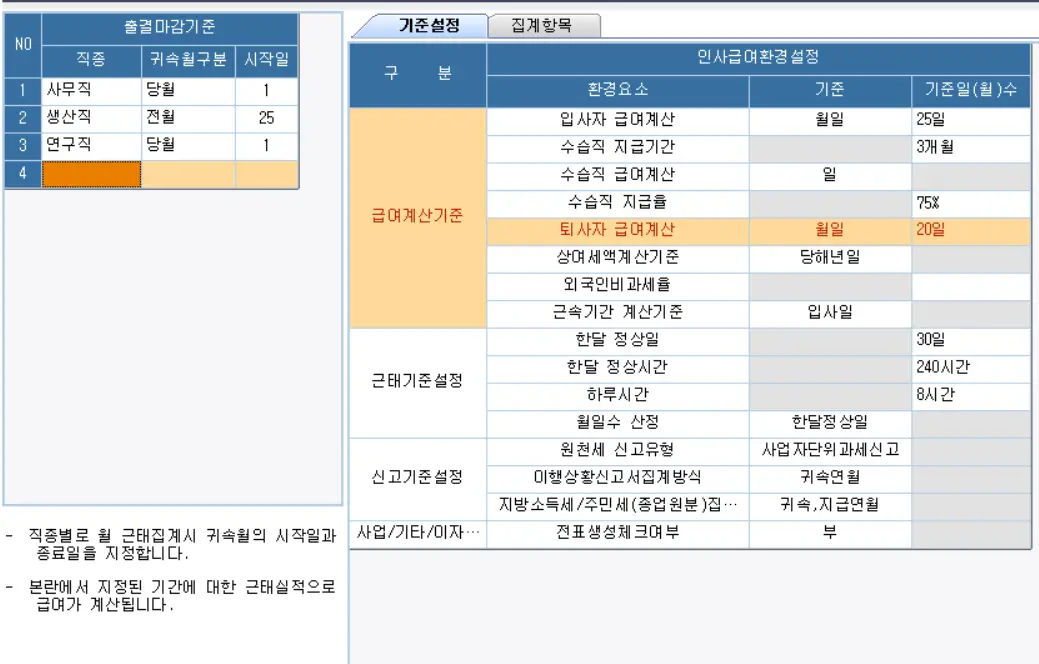 NO 출결마감기준
직종 귀속월구분 시작일
1 사무직 당월 1
2 생산직 전월 25
3 연구직 당월 1
4
- 직종별로 월 근태집계시 귀속월의 시작일과
종료일을 지정합니다.
- 본란에서 지정된 기간에 대한 근태실적으로
급여가 계산됩니다.
기준설정 집계항목
구 분 인사급여환경설정
환경요소 기준 기준일(월)수
급여계산기준
입사자 급여계산 월일 25일
수습직 지급기간 3개월
수습직 급여계산 일
수습직 지급율 75%
퇴사자 급여계산 월일 20일
상여세액계산기준 당해년일
외국인비과세율
근속기간 계산기준 입사일
근태기준설정
한달 정상일 30일
한달 정상시간 240시간
하루시간 8시간
월일수 산정 한달정상일
신고기준설정
원천세 신고유형 사업자단위과세신고
이행상황신고서집계방식 귀속연월
지방소득세/주민세(종업원분)집… 귀속,지급연월
사업/기타/이자… 전표생성체크여부 부